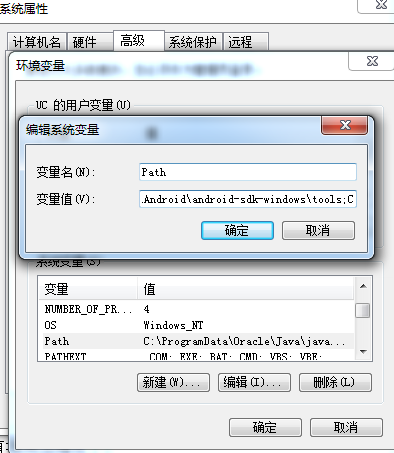 系统属性
计算机名 硬件 高级 系统保护 远程
环境变量
UC 的用户变量(U)
编辑系统变量
变量名(N): Path
变量值(V): Android\android-sdk-windows\tools;C
确定 取消
系统变量(S)
变量 值
NUMBER_OF_PR... 4
OS Windows_NT
Path C:\ProgramData\Oracle\Java\java...
PATHEXT .COM;.EXE;.BAT;.CMD;.VBS;.VBE;
新建(W)... 编辑(I)... 删除(L)
确定 取消